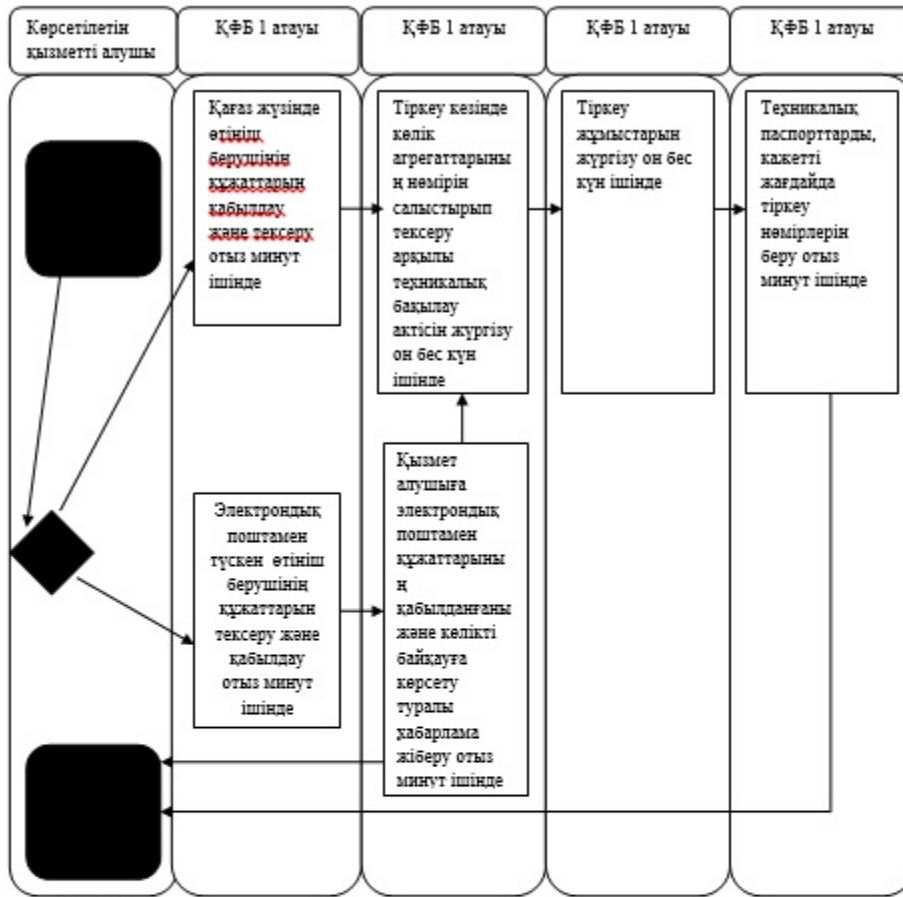 Көрсетілетін
қызметті алушы
ҚФБ 1 атауы
ҚФБ 1 атауы
ҚФБ 1 атауы
ҚФБ 1 атауы
Қағаз жүзінде
өтініш
берушінін
құжаттарын
қабылдау
және тексеру
отыз минут
ішінде
Тіркеу кезінде
көлік
агрегаттарыны
ң нөмірін
салыстырып
тексеру
арқылы
техникалық
бақылау
актісін жүргізу
он бес күн
ішінде
Тіркеу
жұмыстарын
жүргізу он бес
күн ішінде
Техникалық
паспорттарды,
кажетті
жағдайда
тіркеу
нөмірлерін
беру отыз
минут ішінде
Электрондық
поштамен
түскен өтініш
берушінің
құжаттарын
тексеру және
қабылдау
отыз минут
ішінде
Қызмет
алушыға
электрондық
поштамен
құжаттарыны
ң
қабылданғаны
және көлікті
байқауға
көрсету
туралы
хабарлама
жіберу отыз
минут ішінде